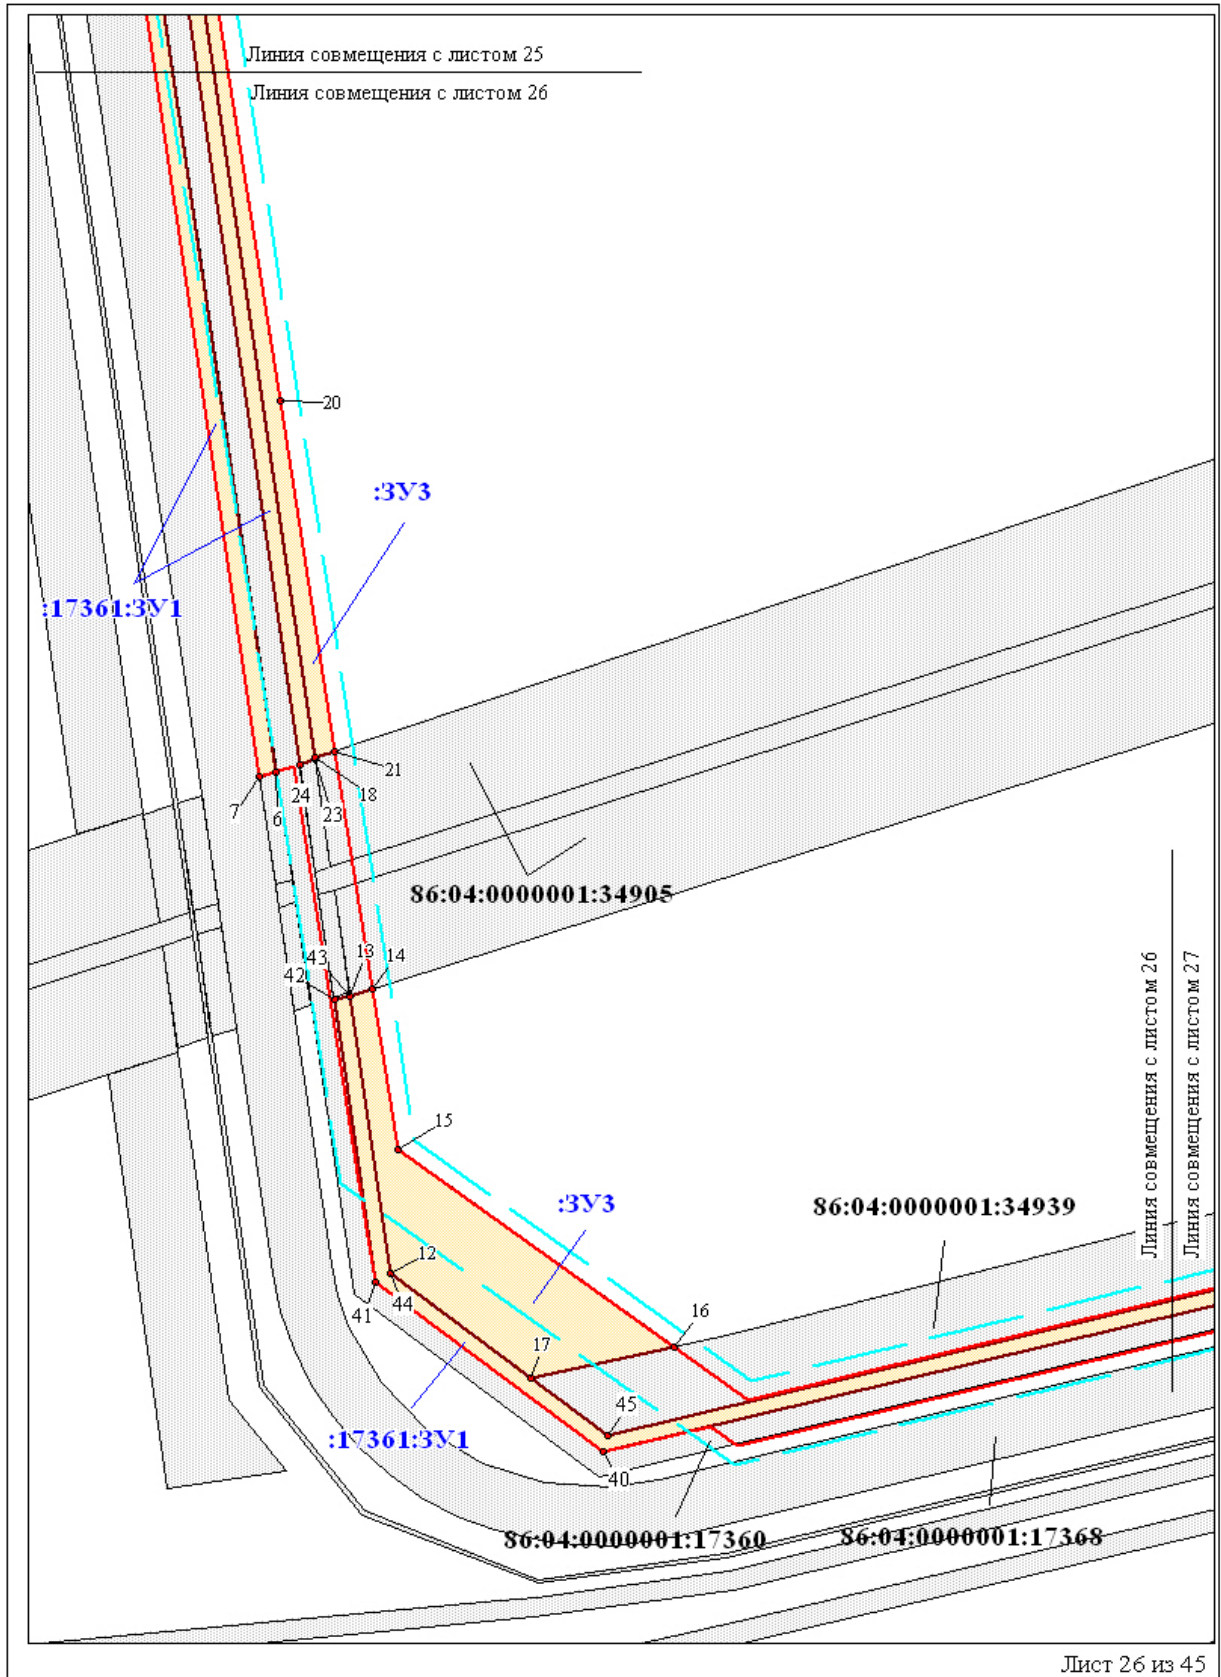 Линия совмещения с листом 25
Линия совмещения с листом 26
20
:ЗУ3
:17361:ЗУ1
21
18
24
7
6
23
86:04:0000001:34905
13
14
43
42
Линия совмещения с листом 26
Линия совмещения с листом 27
15
:ЗУ3
86:04:0000001:34939
12
44
41
16
17
45
:17361:ЗУ1
40
86:04:0000001:17360
86:04:0000001:17368
Лист 26 из 45